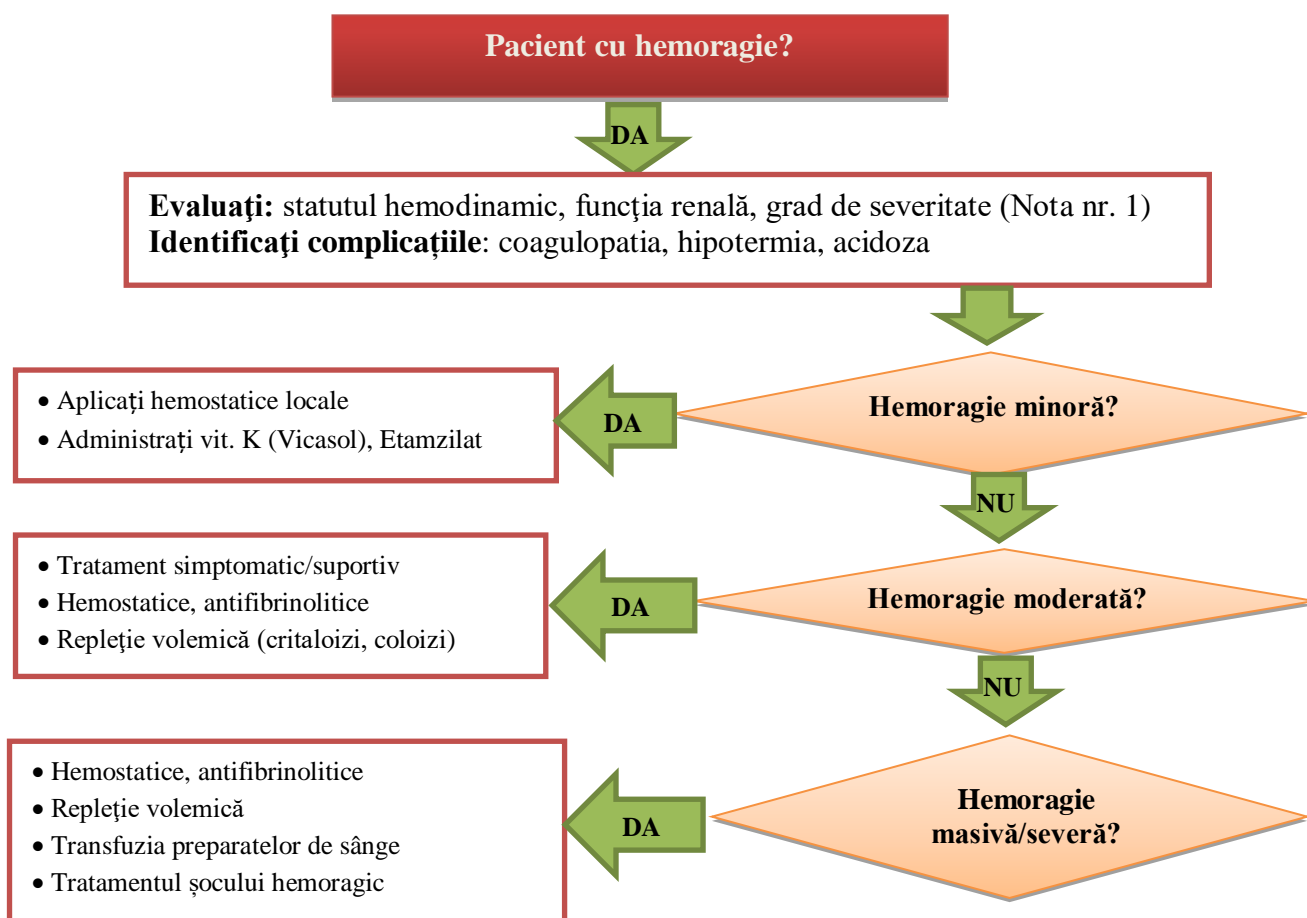 Pacient cu hemoragie?
DA
Evaluaţi: statutul hemodinamic, funcţia renală, grad de severitate (Nota nr. 1)
Identificaţi complicațiile: coagulopatia, hipotermia, acidoza
Hemoragie minoră?
DA
• Aplicați hemostatice locale
• Administrați vit. K (Vicasol), Etamzilat
NU
Hemoragie moderată?
DA
• Tratament simptomatic/suportiv
• Hemostatice, antifibrinolitice
• Repleţie volemică (critaloizi, coloizi)
NU
Hemoragie
masivă/severă?
DA
• Hemostatice, antifibrinolitice
• Repleţie volemică
• Transfuzia preparatelor de sânge
• Tratamentul șocului hemoragic